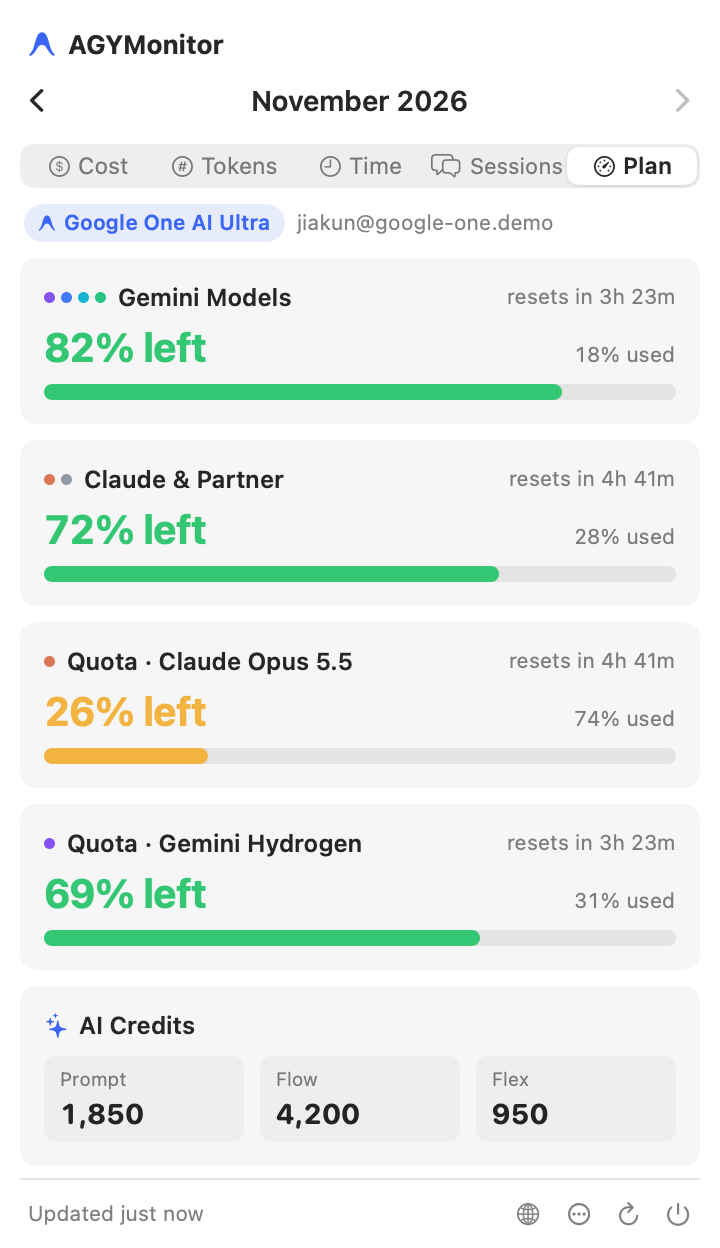 AGYMonitor
November 2026
$ Cost # Tokens Time Sessions Plan
Google One AI Ultra jiakun@google-one.demo
Gemini Models resets in 3h 23m
82% left 18% used
Claude & Partner resets in 4h 41m
72% left 28% used
Quota · Claude Opus 5.5 resets in 4h 41m
26% left 74% used
Quota · Gemini Hydrogen resets in 3h 23m
69% left 31% used
AI Credits
Prompt Flow Flex
1,850 4,200 950
Updated just now